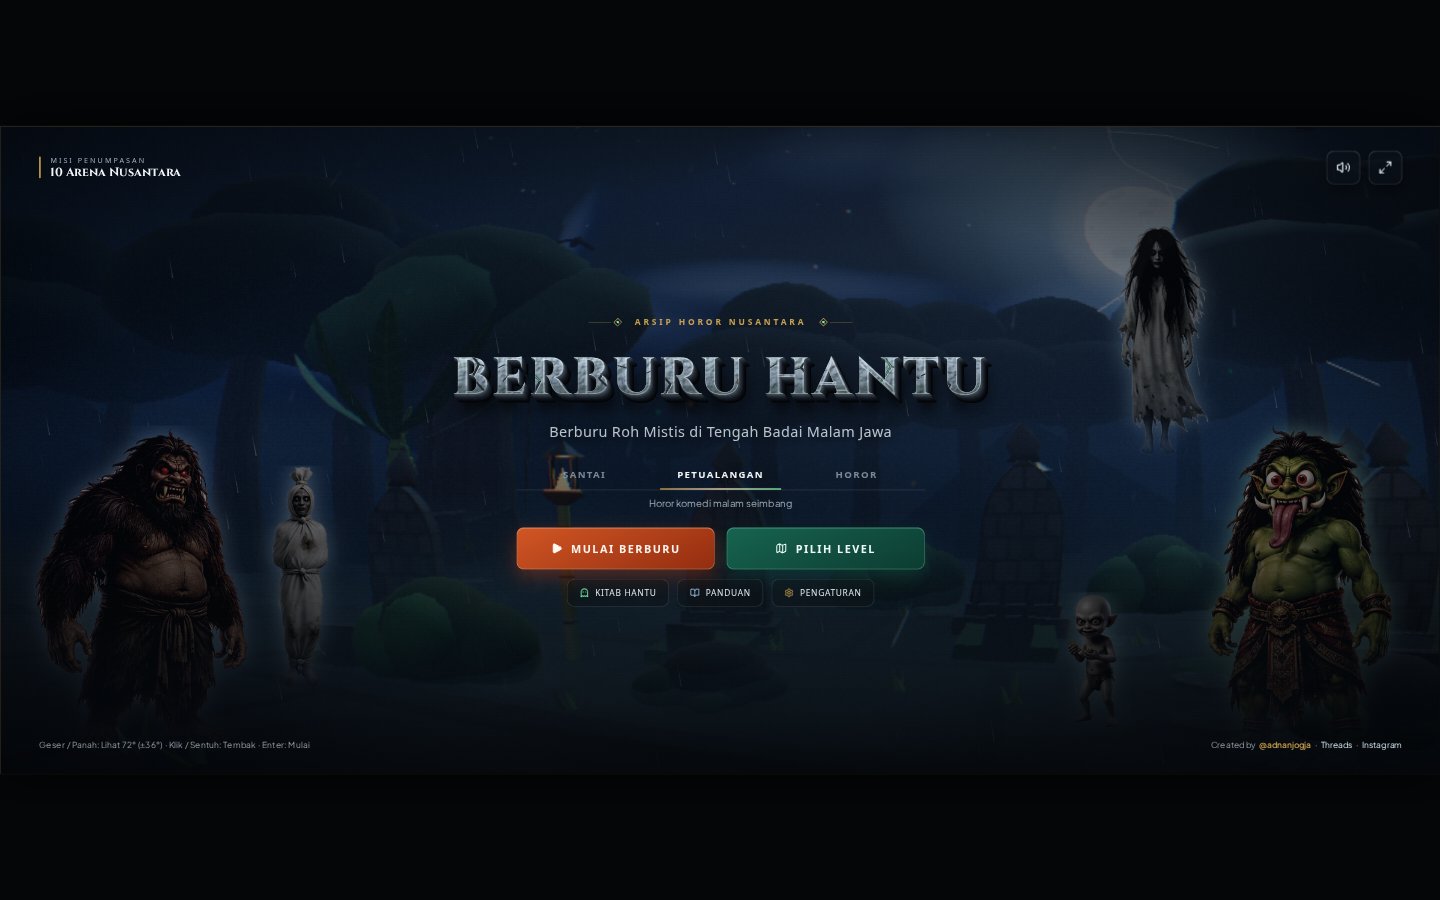 MISI PENUMPASAN
10 ARENA NUSANTARA
ARSIP HOROR NUSANTARA
BERBURU HANTU
Berburu Roh Mistis di Tengah Badai Malam Jawa
SANTAI PETUALANGAN HOROR
Horor komedi malam seimbang
MULAI BERBURU PILIH LEVEL
KITAB HANTU PANDUAN PENGATURAN
Geser / Panah: Lihat 72° (±36°) · Klik / Sentuh: Tembak · Enter: Mulai
Created by @adnanjogja · Threads · Instagram